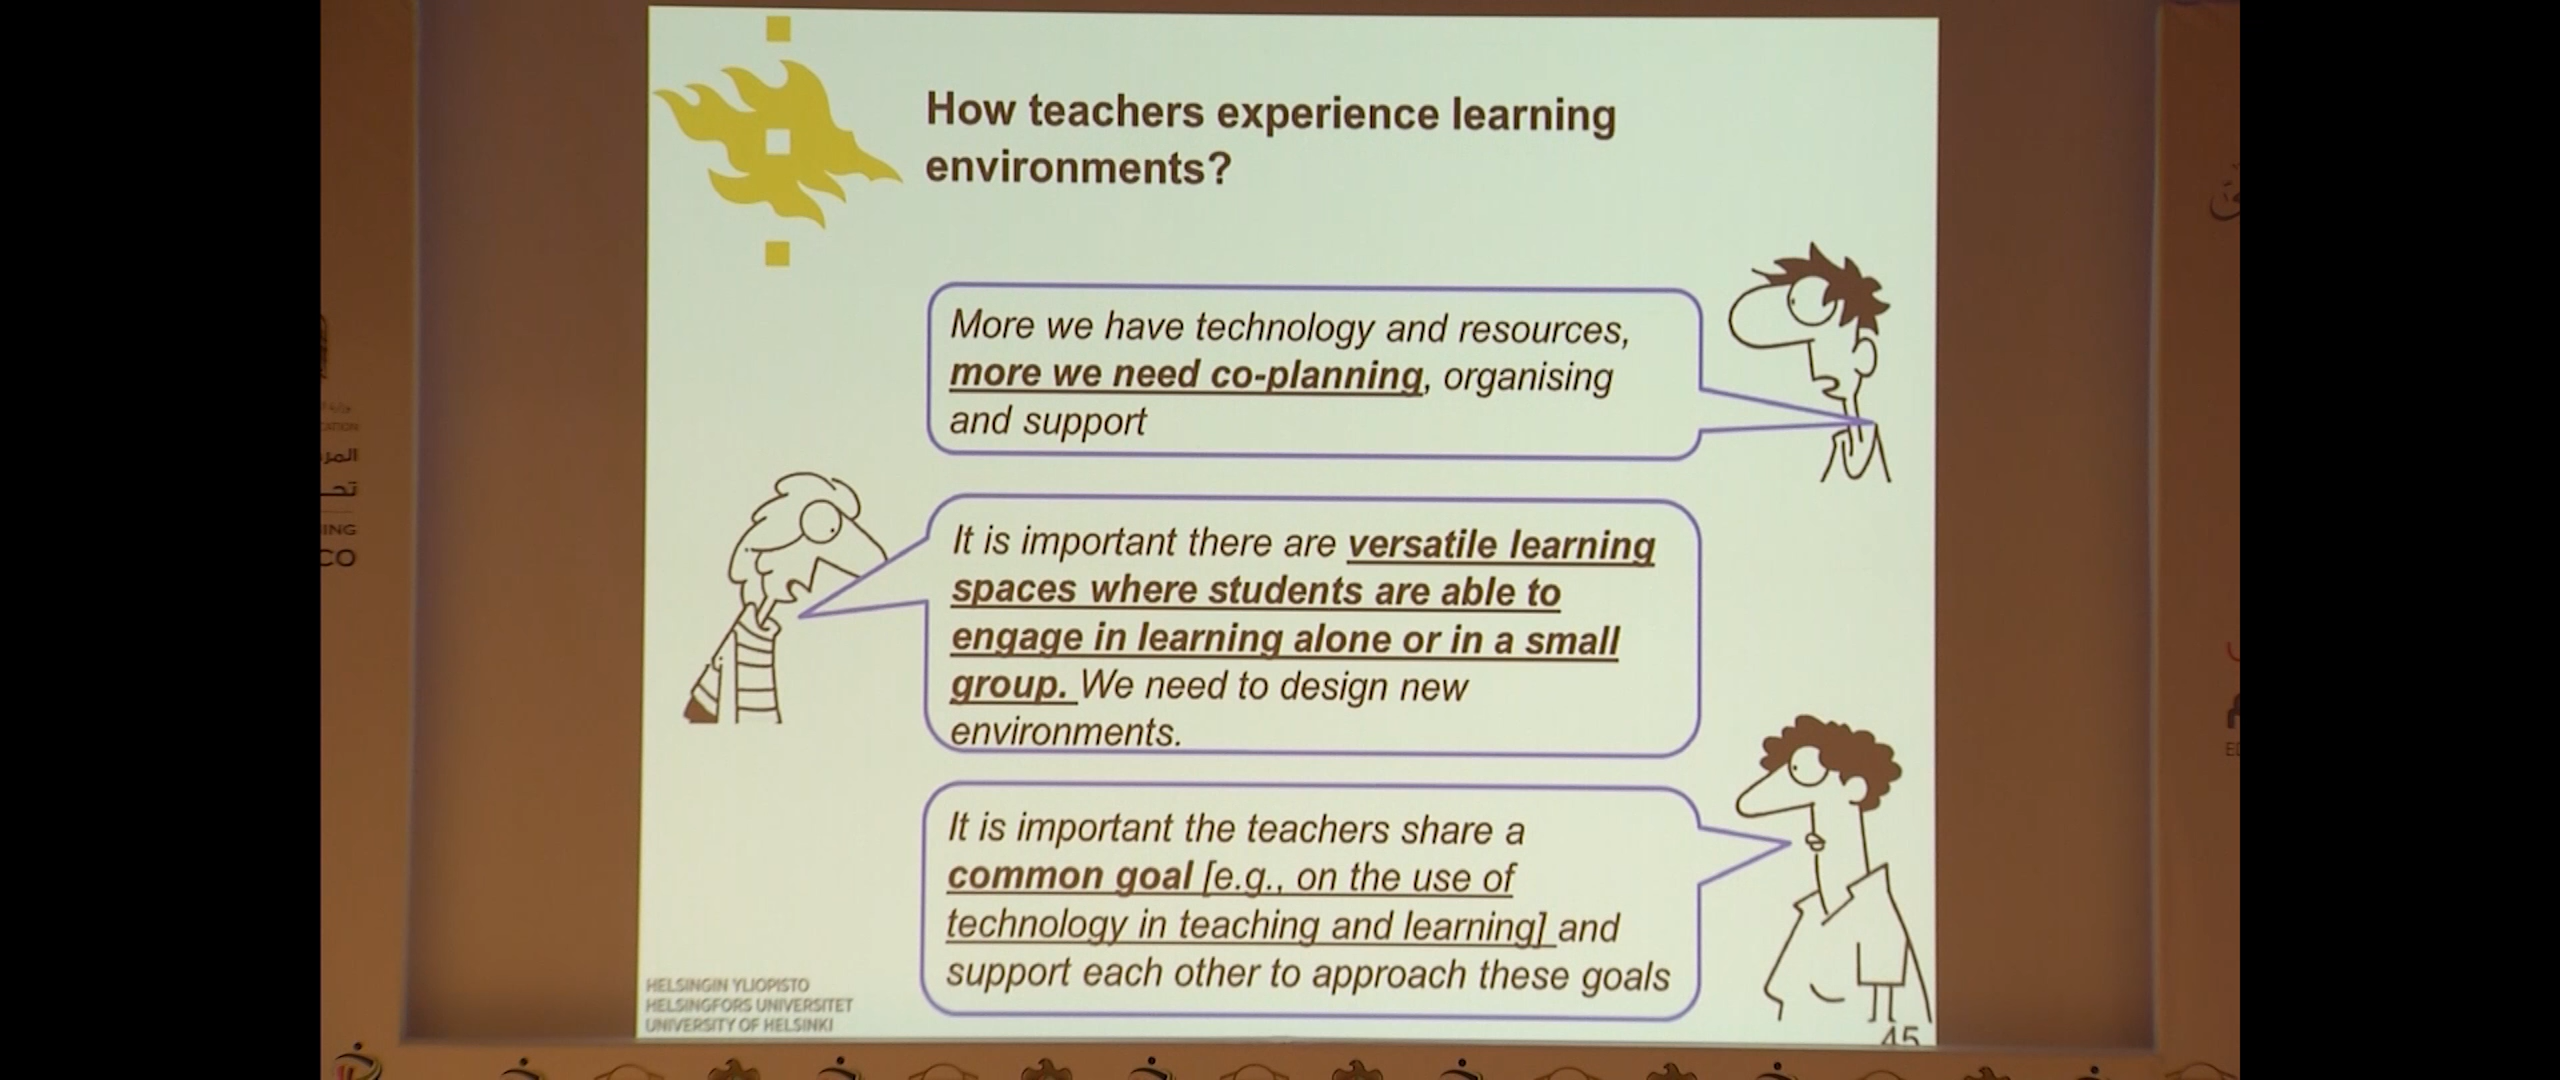 How teachers experience learning
environments?
More we have technology and resources,
more we need co-planning, organising
and support
It is important there are versatile learning
spaces where students are able to
engage in learning alone or in a small
group. We need to design new
environments.
It is important the teachers share a
common goal [e.g., on the use of
technology in teaching and learning] and
support each other to approach these goals
HELSINGIN YLIOPISTO
HELSINGFORS UNIVERSITET
UNIVERSITY OF HELSINKI
45